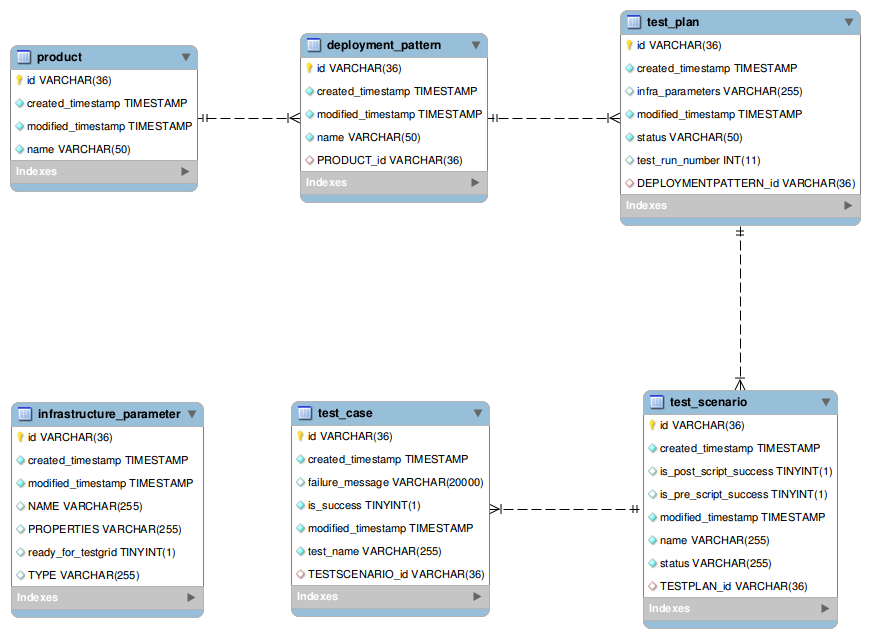 product
id VARCHAR(36)
created_timestamp TIMESTAMP
modified_timestamp TIMESTAMP
name VARCHAR(50)
Indexes
deployment_pattern
id VARCHAR(36)
created_timestamp TIMESTAMP
modified_timestamp TIMESTAMP
name VARCHAR(50)
PRODUCT_id VARCHAR(36)
Indexes
test_plan
id VARCHAR(36)
created_timestamp TIMESTAMP
infra_parameters VARCHAR(255)
modified_timestamp TIMESTAMP
status VARCHAR(50)
test_run_number INT(11)
DEPLOYMENTPATTERN_id VARCHAR(36)
Indexes
infrastructure_parameter
id VARCHAR(36)
created_timestamp TIMESTAMP
modified_timestamp TIMESTAMP
NAME VARCHAR(255)
PROPERTIES VARCHAR(255)
ready_for_testgrid TINYINT(1)
TYPE VARCHAR(255)
Indexes
test_case
id VARCHAR(36)
created_timestamp TIMESTAMP
failure_message VARCHAR(20000)
is_success TINYINT(1)
modified_timestamp TIMESTAMP
test_name VARCHAR(255)
TESTSCENARIO_id VARCHAR(36)
Indexes
test_scenario
id VARCHAR(36)
created_timestamp TIMESTAMP
is_post_script_success TINYINT(1)
is_pre_script_success TINYINT(1)
modified_timestamp TIMESTAMP
name VARCHAR(255)
status VARCHAR(255)
TESTPLAN_id VARCHAR(36)
Indexes